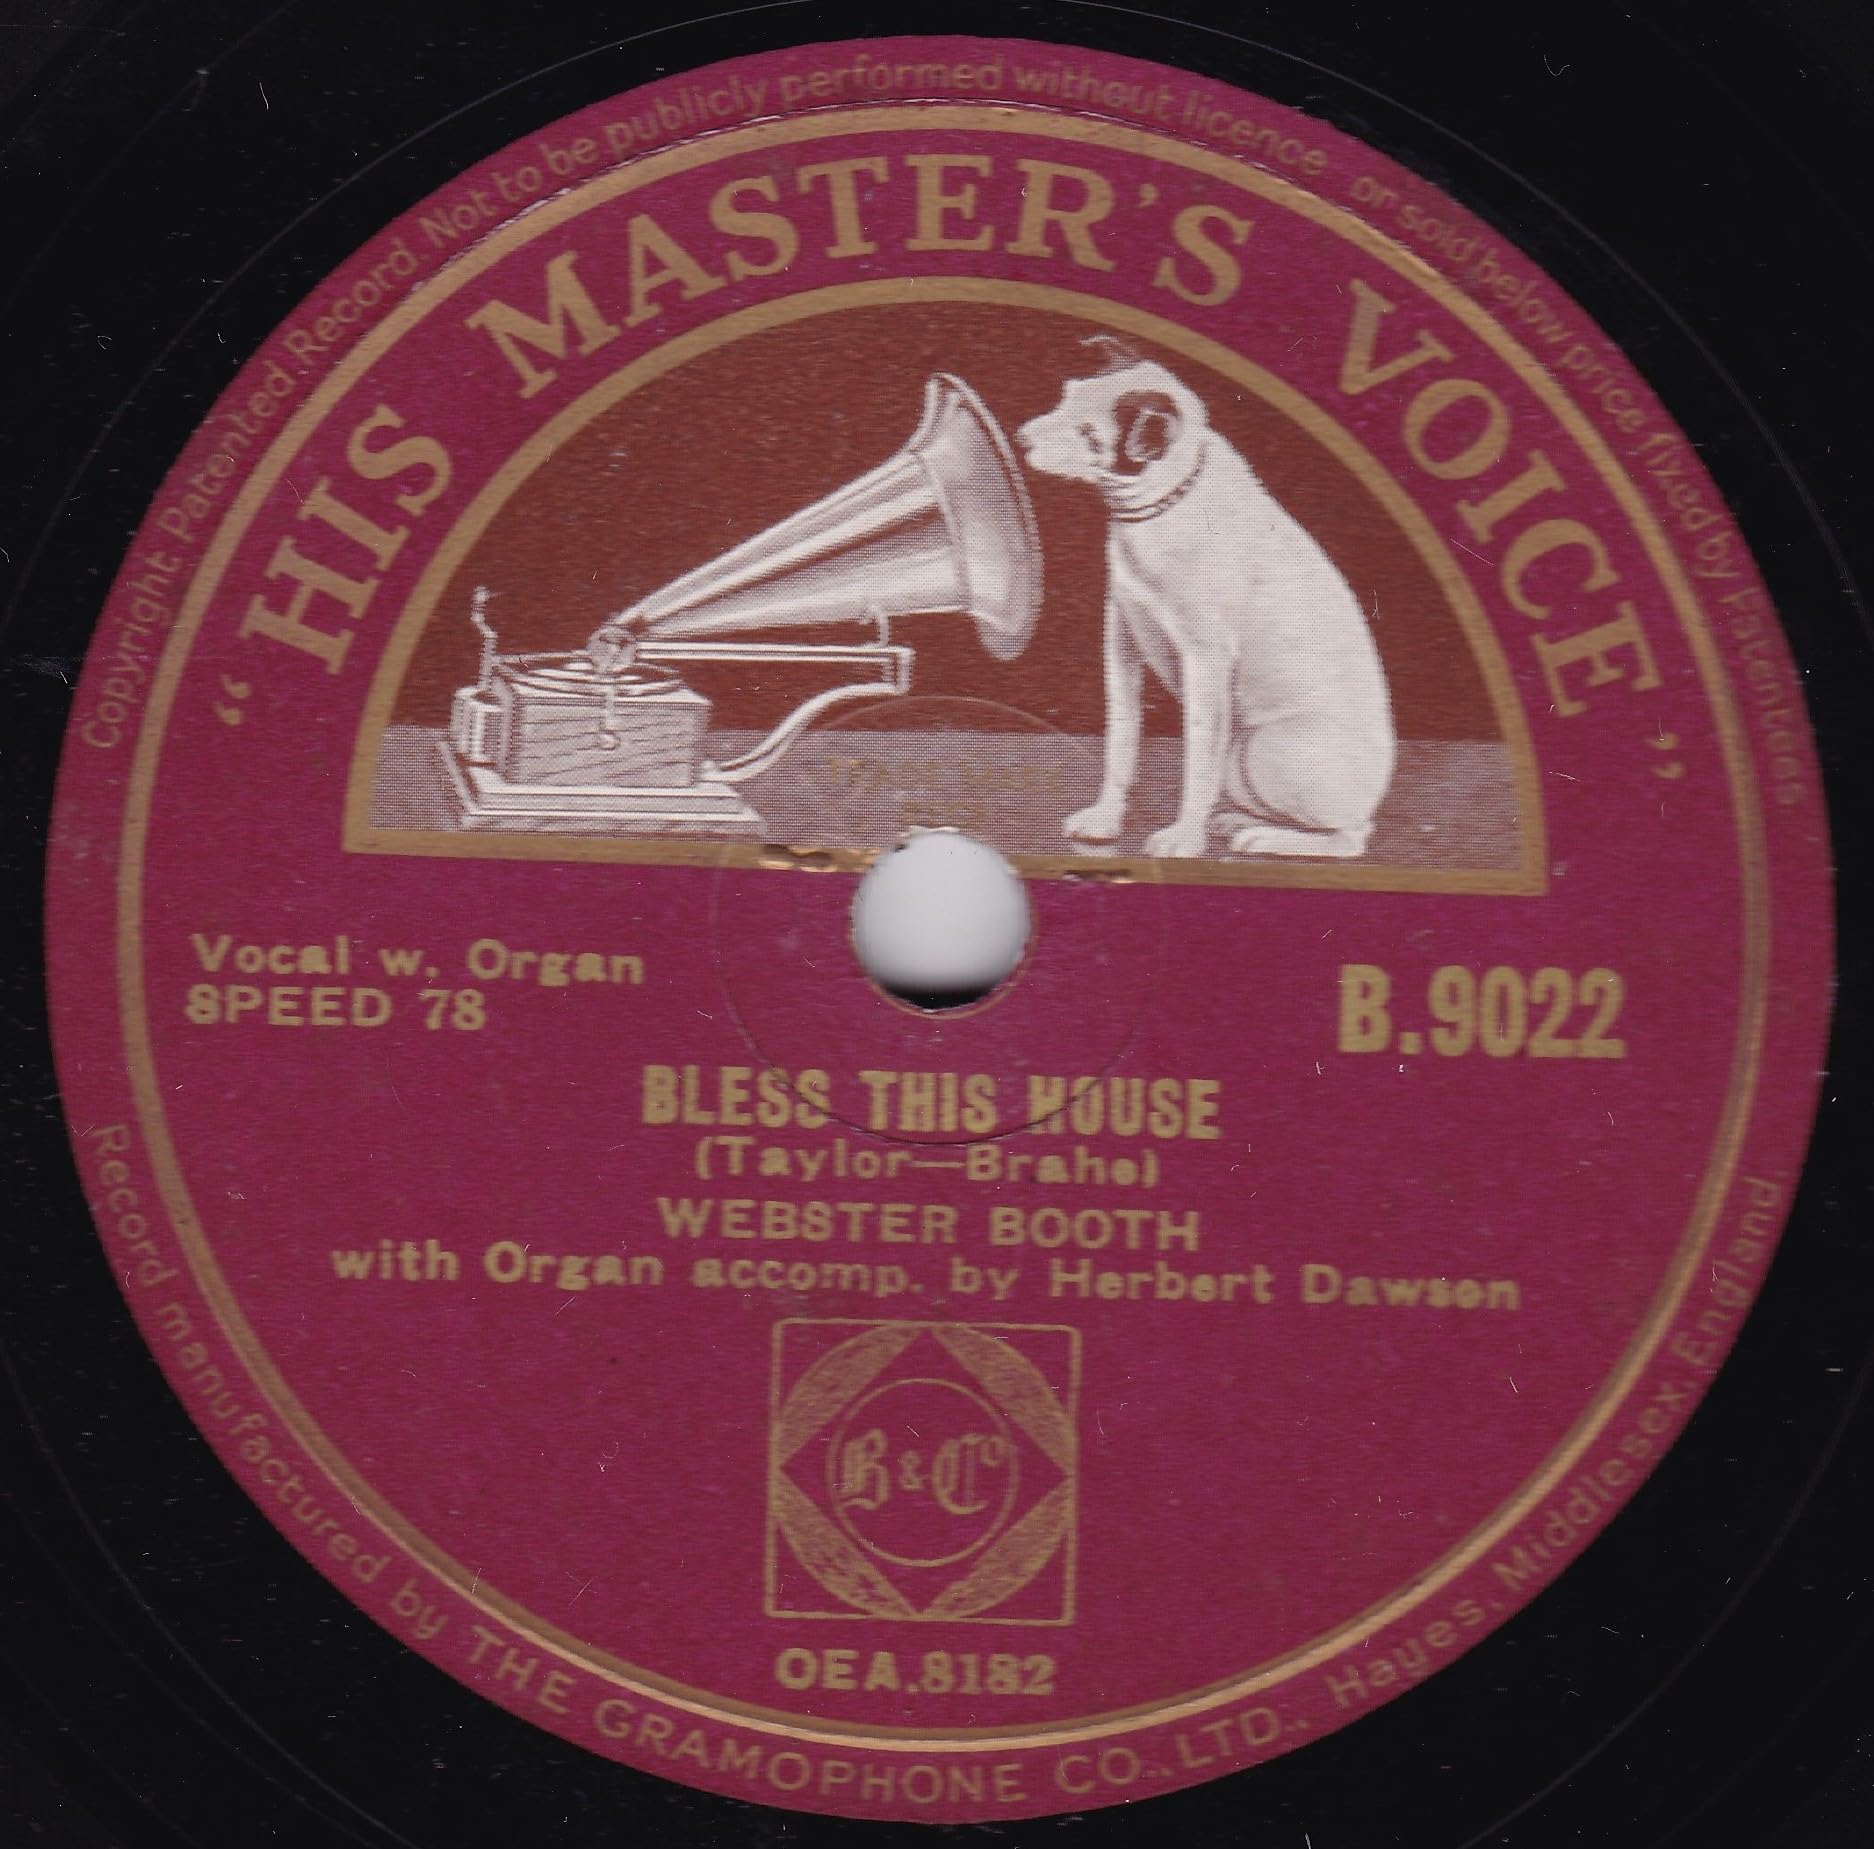 Copyright Patented Record. Not to be publicly performed without licence or sold below price fixed by Patentees
“HIS MASTER'S VOICE”
TRADE MARK
Vocal w. Organ
SPEED 78
B.9022
BLESS THIS HOUSE
(Taylor—Brahe)
WEBSTER BOOTH
with Organ accomp. by Herbert Dawson
B & Co
OEA.8182
Record manufactured by THE GRAMOPHONE CO., LTD., Hayes, Middlesex, England.